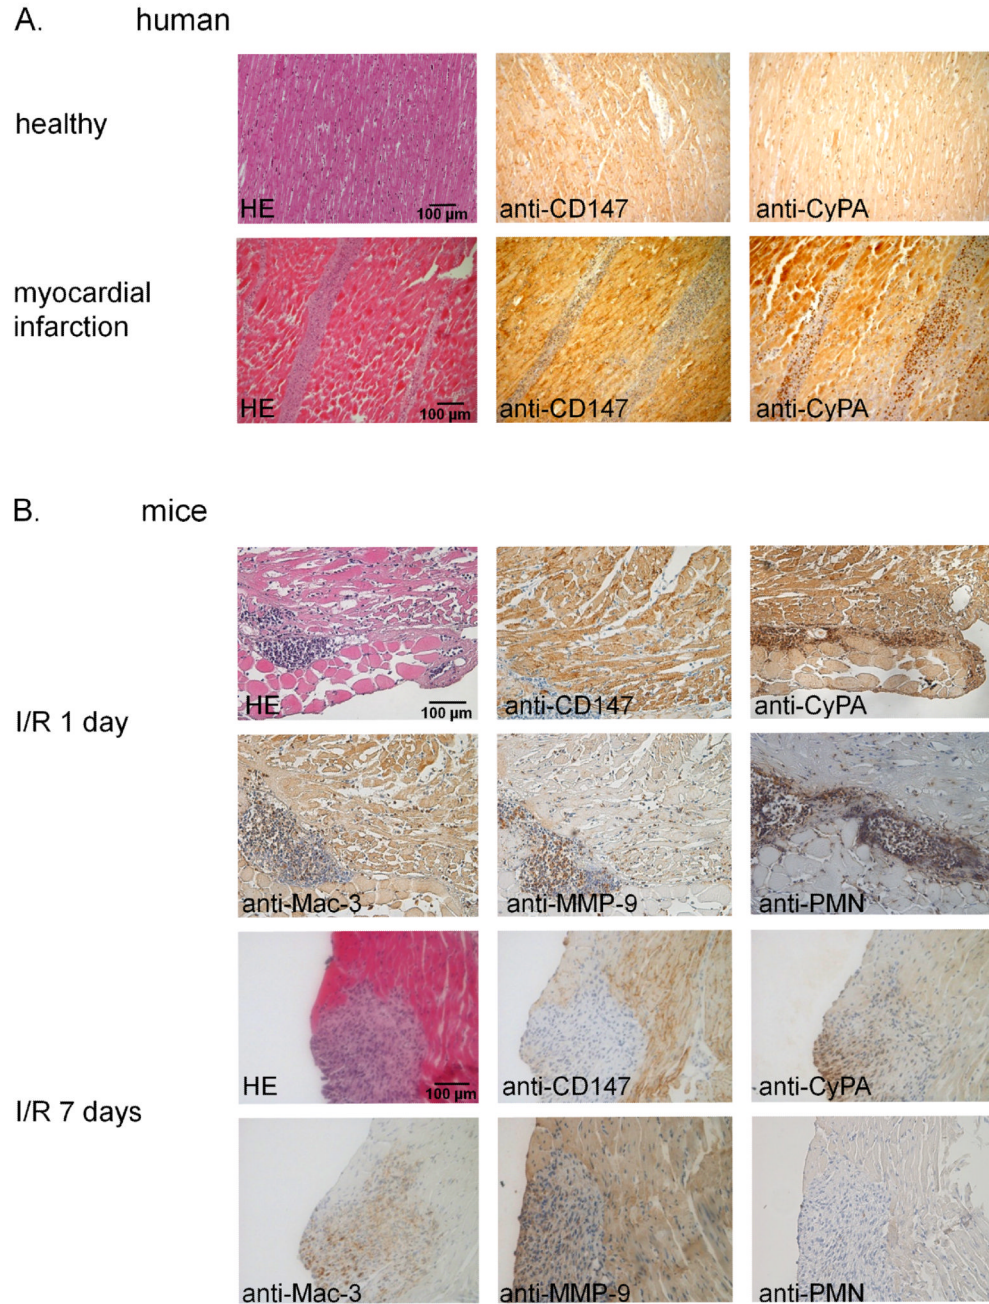 A. human
healthy
HE 100 µm
anti-CD147
anti-CyPA
myocardial
infarction
HE 100 µm
anti-CD147
anti-CyPA
B. mice
I/R 1 day
HE 100 µm
anti-CD147
anti-CyPA
anti-Mac-3
anti-MMP-9
anti-PMN
I/R 7 days
HE 100 µm
anti-CD147
anti-CyPA
anti-Mac-3
anti-MMP-9
anti-PMN